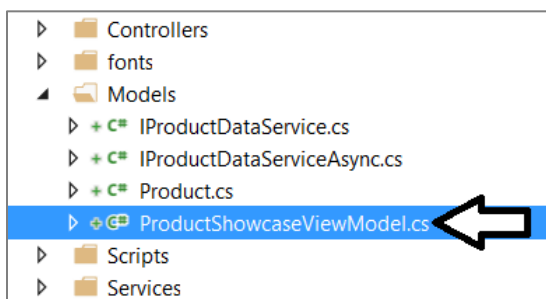 Controllers
fonts
Models
+ C# IProductDataService.cs
+ C# IProductDataServiceAsync.cs
+ C# Product.cs
+ C# ProductShowcaseViewModel.cs
Scripts
Services